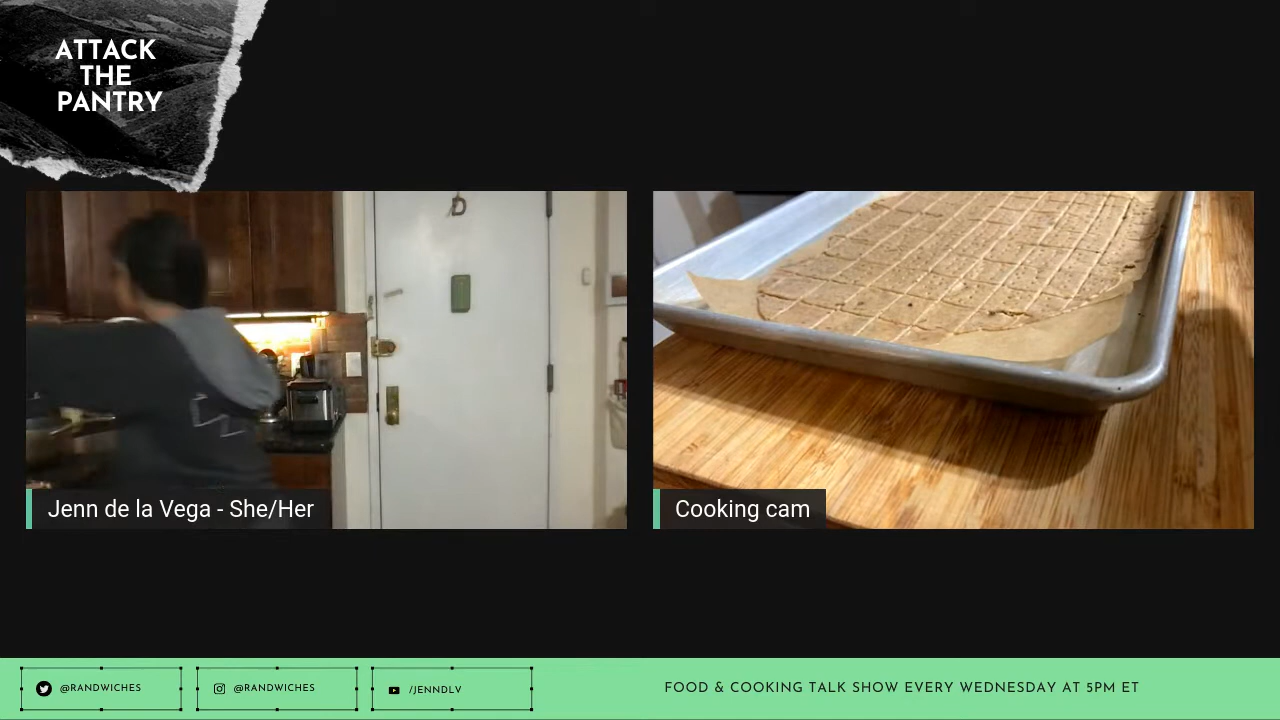 ATTACK
THE
PANTRY
D
Jenn de la Vega - She/Her
Cooking cam
@RANDWICHES
@RANDWICHES
/JENNDLV
FOOD & COOKING TALK SHOW EVERY WEDNESDAY AT 5PM ET